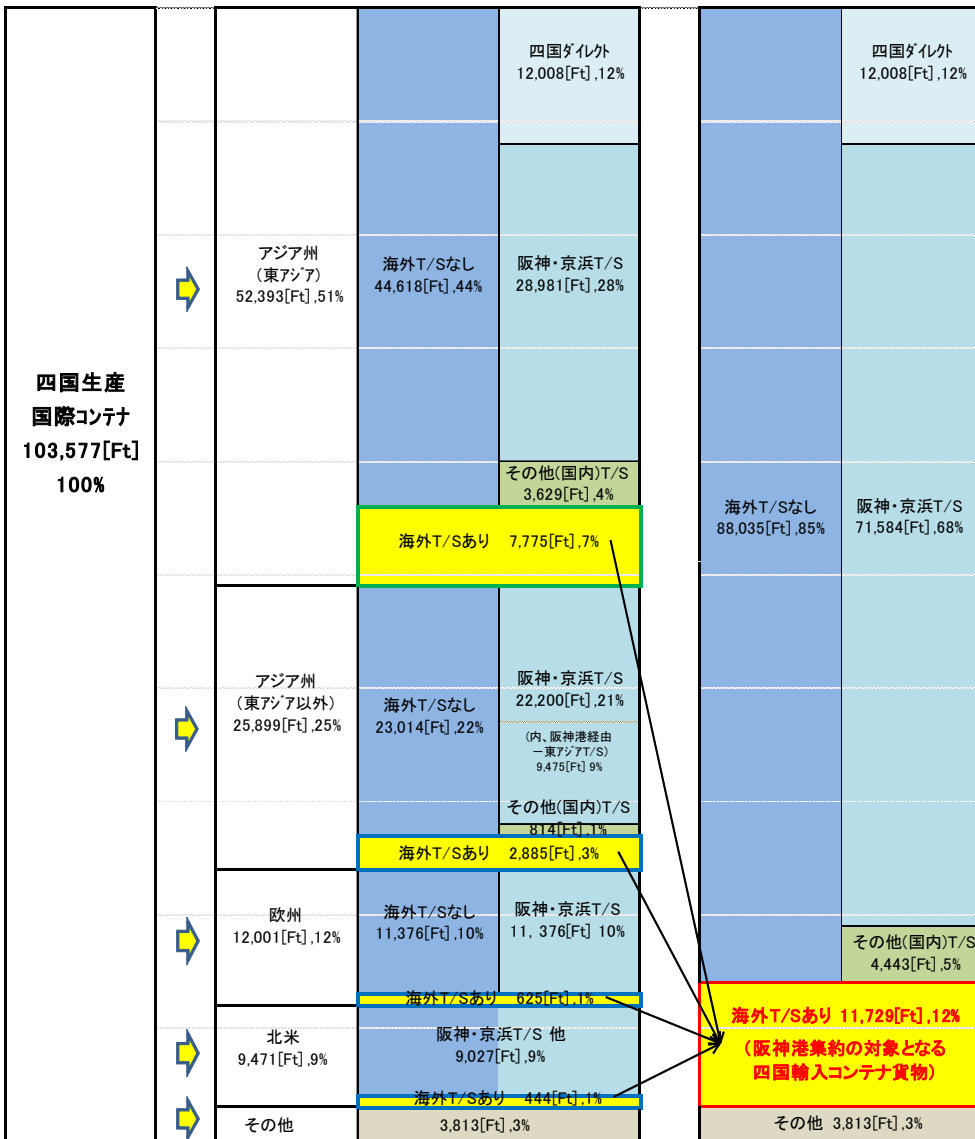 四国生産
国際コンテナ
103,577[Ft]
100%
アジア州
(東アジア)
52,393[Ft],51%
海外T/Sなし
44,618[Ft],44%
四国ダイレクト
12,008[Ft],12%
阪神・京浜T/S
28,981[Ft],28%
その他(国内)T/S
3,629[Ft],4%
海外T/Sあり 7,775[Ft],7%
アジア州
(東アジア以外)
25,899[Ft],25%
海外T/Sなし
23,014[Ft],22%
阪神・京浜T/S
22,200[Ft],21%
(内、阪神港経由
－東アジアT/S)
9,475[Ft] 9%
その他(国内)T/S
814[Ft],1%
海外T/Sあり 2,885[Ft],3%
欧州
12,001[Ft],12%
海外T/Sなし
11,376[Ft],10%
阪神・京浜T/S
11, 376[Ft] 10%
海外T/Sあり 625[Ft],1%
北米
9,471[Ft],9%
阪神・京浜T/S 他
9,027[Ft],9%
海外T/Sあり 444[Ft],1%
その他
3,813[Ft],3%
四国ダイレクト
12,008[Ft],12%
海外T/Sなし
88,035[Ft],85%
阪神・京浜T/S
71,584[Ft],68%
その他(国内)T/S
4,443[Ft],5%
海外T/Sあり 11,729[Ft],12%
(阪神港集約の対象となる
四国輸入コンテナ貨物)
その他 3,813[Ft],3%